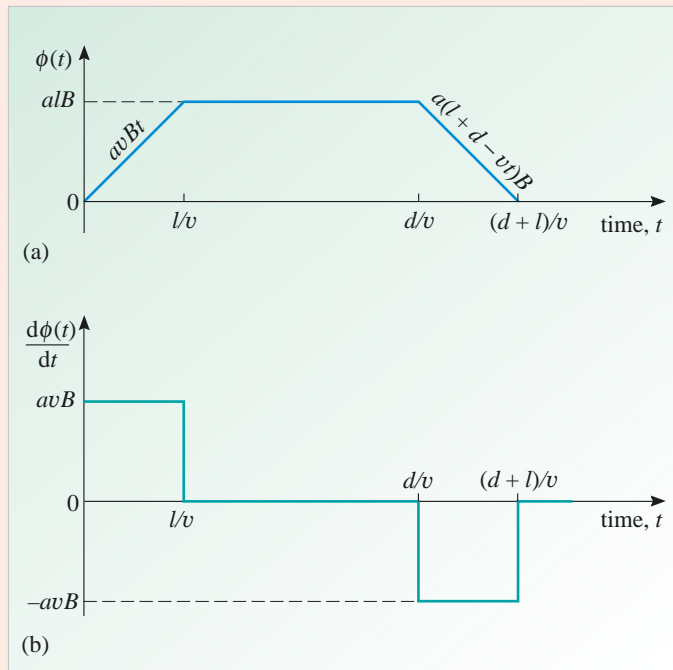 ϕ(t)
alB
avBt
a(l + d – vt)B
0
l/v
d/v
(d + l)/v
time, t
(a)
dϕ(t)
dt
avB
d/v
(d + l)/v
0
l/v
time, t
–avB
(b)